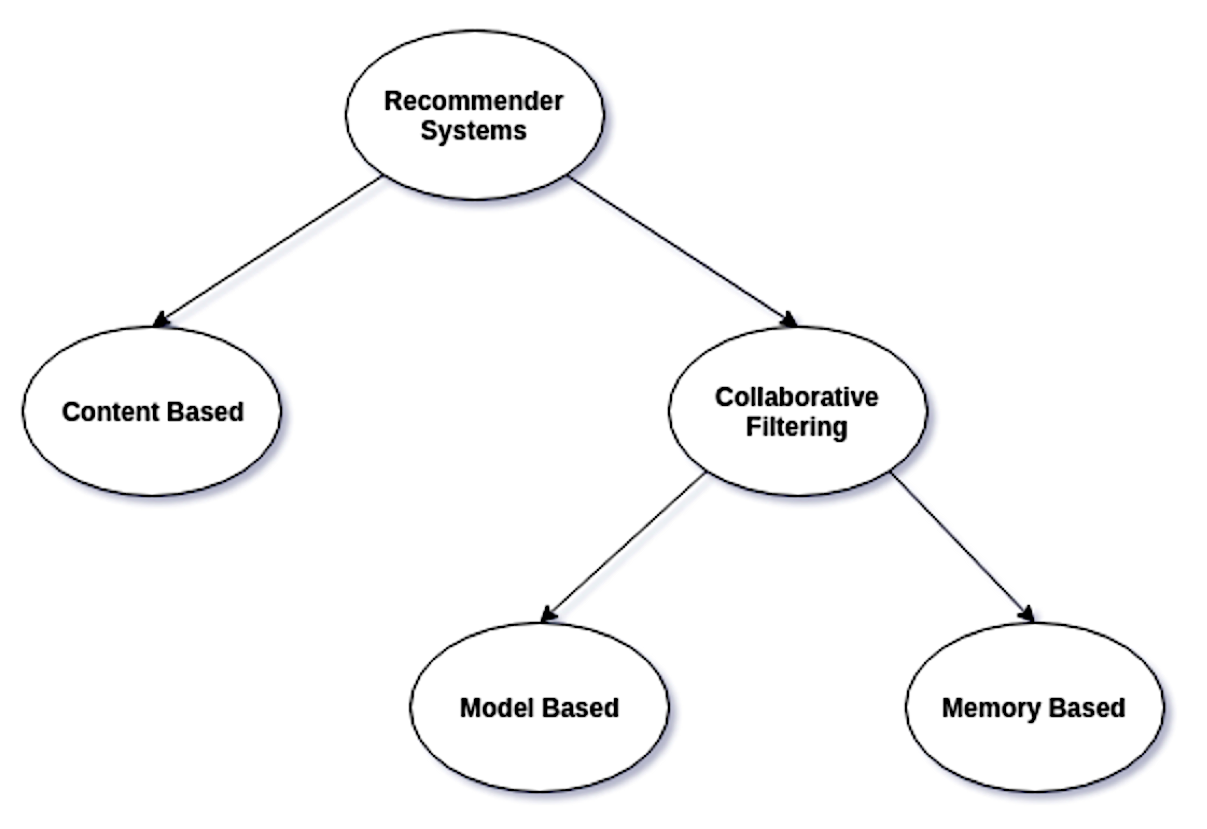 Recommender
Systems
Content Based
Collaborative
Filtering
Model Based
Memory Based